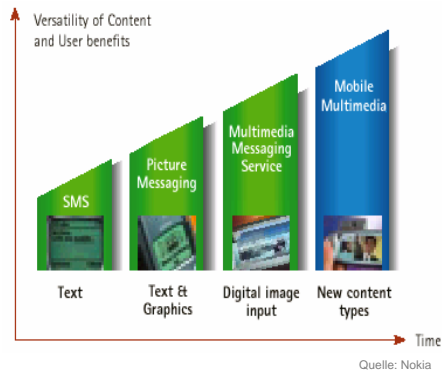 Versatility of Content
and User benefits
SMS
Picture
Messaging
Multimedia
Messaging
Service
Mobile
Multimedia
Text
Text &
Graphics
Digital image
input
New content
types
Time
Quelle: Nokia